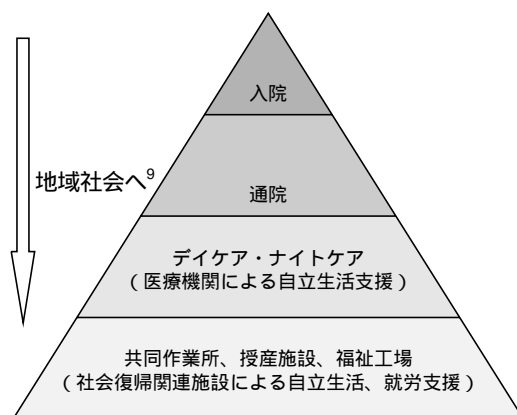 入院
地域社会へ9
通院
デイケア・ナイトケア
（医療機関による自立生活支援）
共同作業所、授産施設、福祉工場
（社会復帰関連施設による自立生活、就労支援）